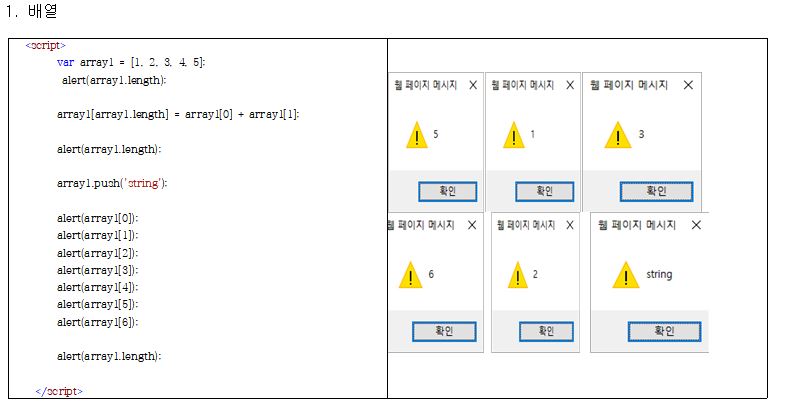 1. 배열
<script>
var array1 = [1, 2, 3, 4, 5];
alert(array1.length);
array1[array1.length] = array1[0] + array1[1];
alert(array1.length);
array1.push('string');
alert(array1[0]);
alert(array1[1]);
alert(array1[2]);
alert(array1[3]);
alert(array1[4]);
alert(array1[5]);
alert(array1[6]);
alert(array1.length);
</script>
웹 페이지 메시지
5
확인
웹 페이지 메시지
1
확인
웹 페이지 메시지
3
확인
웹 페이지 메시지
6
확인
웹 페이지 메시지
2
확인
웹 페이지 메시지
string
확인